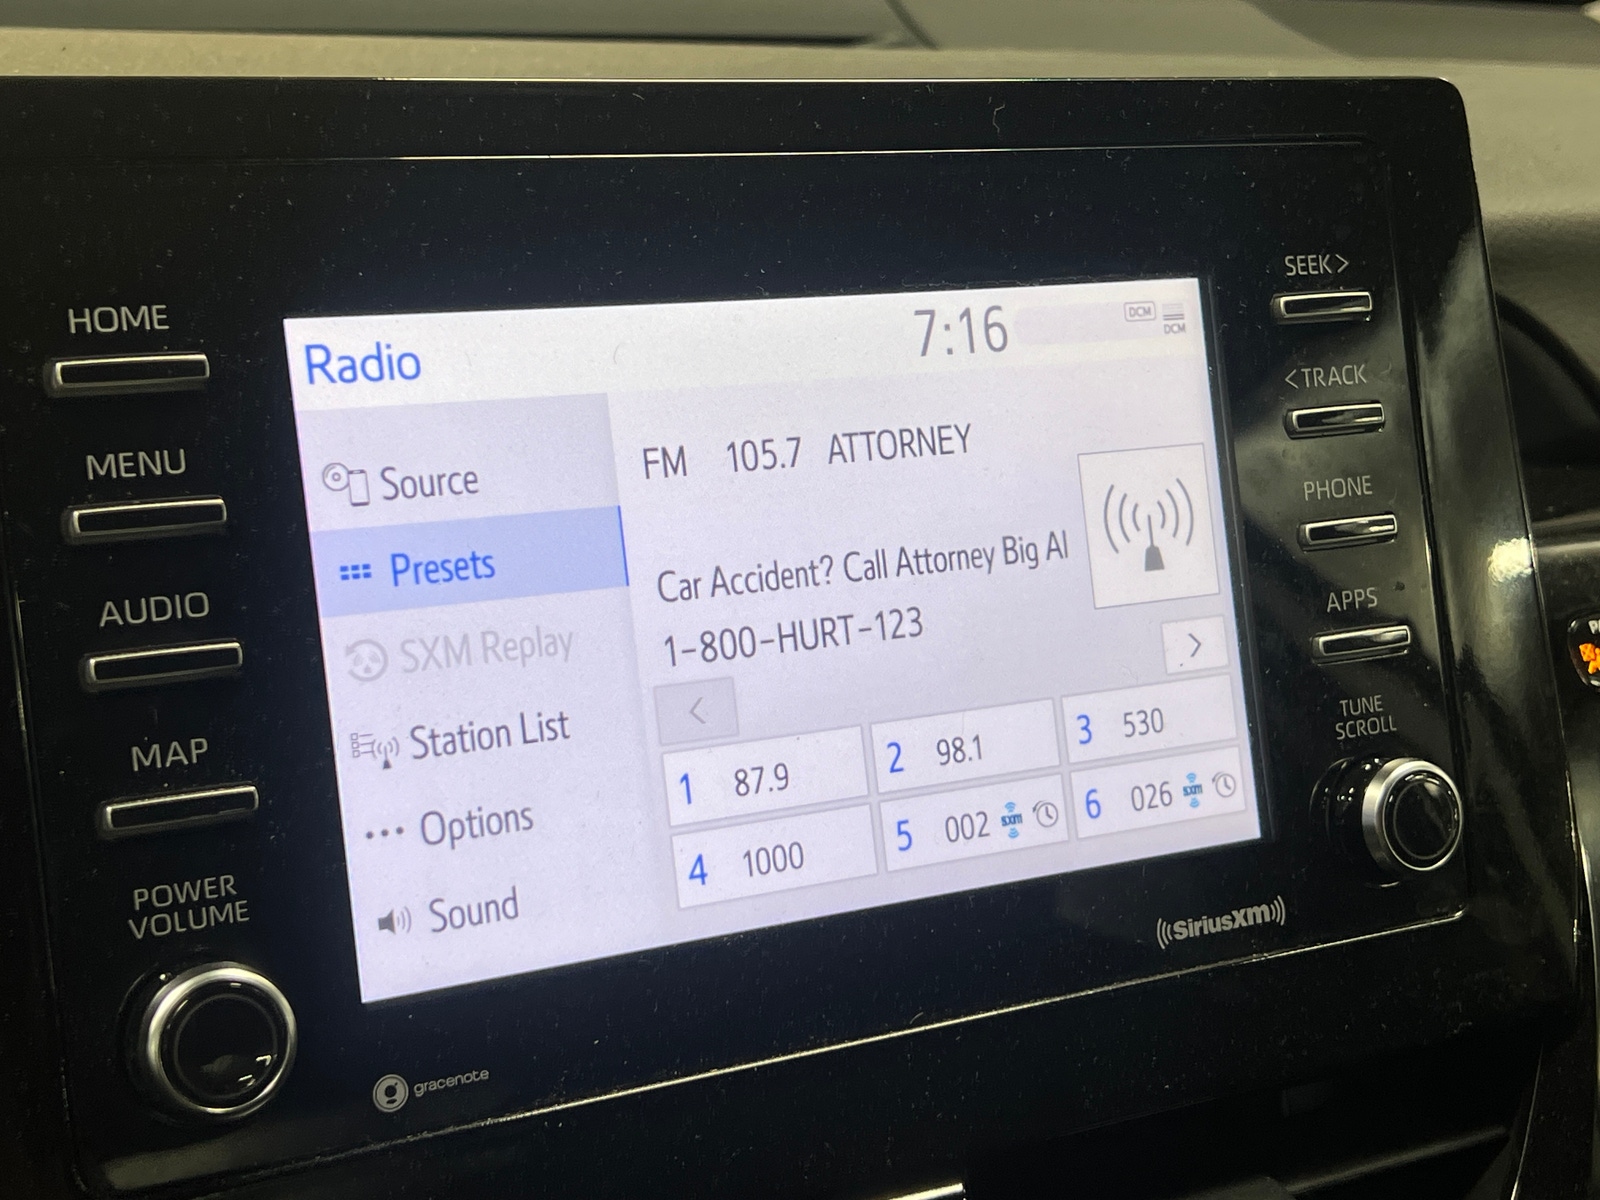 HOME
MENU
AUDIO
MAP
POWER
VOLUME
Radio
7:16
DCM
DCM
Source
Presets
SXM Replay
Station List
Options
Sound
FM 105.7 ATTORNEY
Car Accident? Call Attorney Big Al
1-800-HURT-123
<
>
1 87.9
2 98.1
3 530
4 1000
5 002 sxm
6 026 sxm
SEEK>
<TRACK
PHONE
APPS
TUNE
SCROLL
gracenote
((SiriusXM))